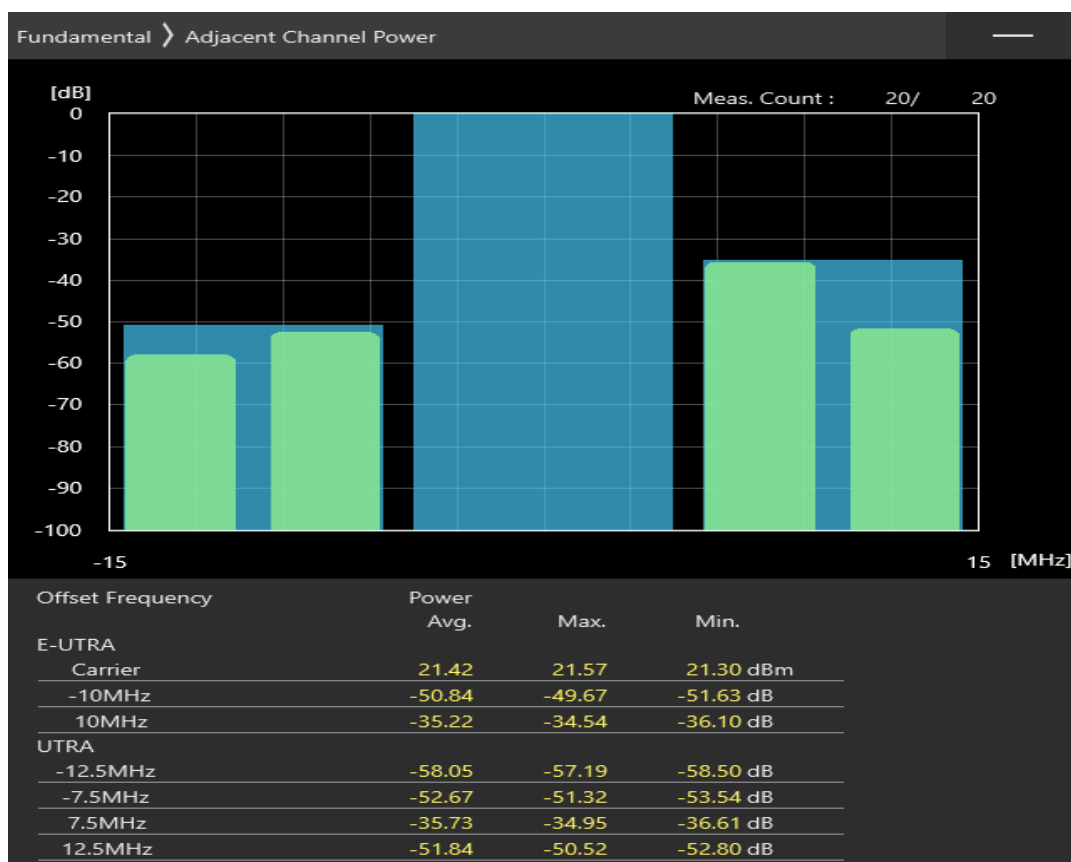 Fundamental 》 Adjacent Channel Power
[dB]
Meas. Count : 20/ 20
0
-10
-20
-30
-40
-50
-60
-70
-80
-90
-100
-15 15 [MHz]
Offset Frequency Power
Avg. Max. Min.
E-UTRA
Carrier 21.42 21.57 21.30 dBm
-10MHz -50.84 -49.67 -51.63 dB
10MHz -35.22 -34.54 -36.10 dB
UTRA
-12.5MHz -58.05 -57.19 -58.50 dB
-7.5MHz -52.67 -51.32 -53.54 dB
7.5MHz -35.73 -34.95 -36.61 dB
12.5MHz -51.84 -50.52 -52.80 dB